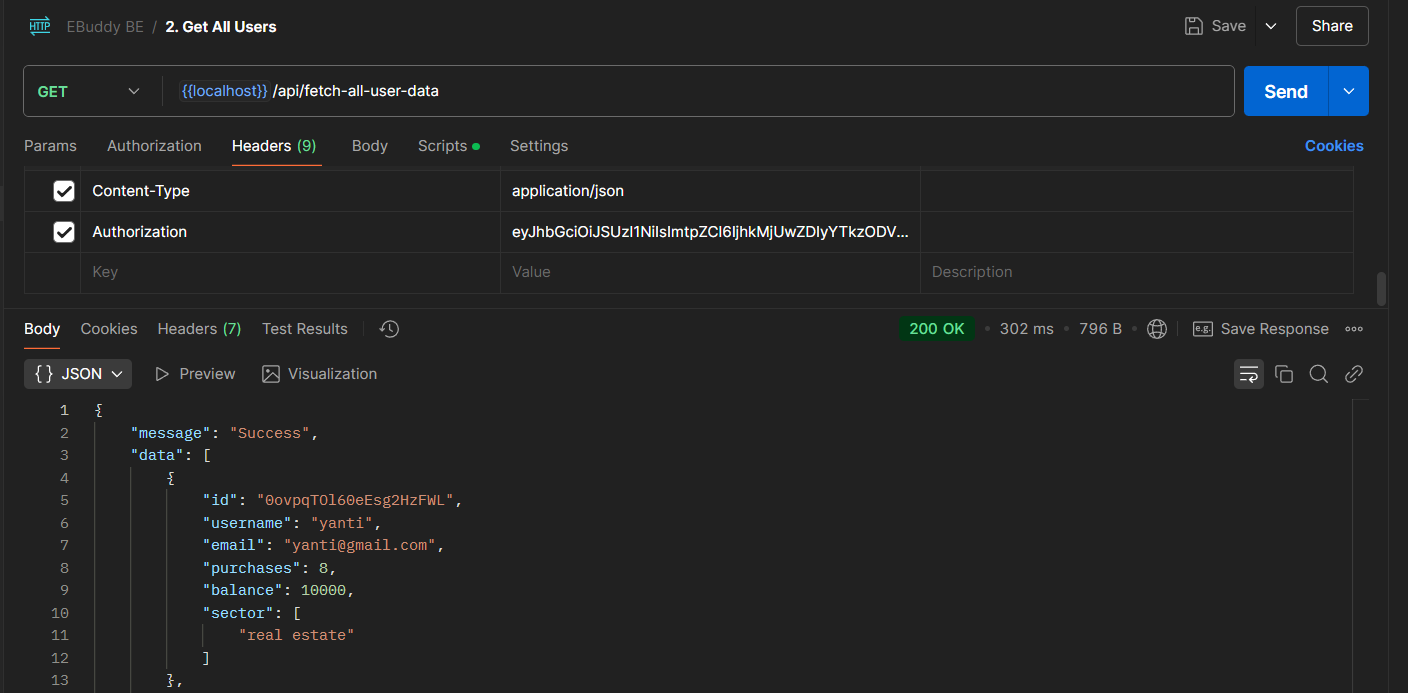 HTTP EBuddy BE / 2. Get All Users Save Share
GET {{localhost}} /api/fetch-all-user-data Send
Params Authorization Headers (9) Body Scripts Settings Cookies
Content-Type application/json
Authorization eyJhbGciOiJSUzI1NiIsImtpZCI6IjhkMjUwZDIyYTkzODV...
Key Value Description
Body Cookies Headers (7) Test Results 200 OK • 302 ms • 796 B • e.g. Save Response
{ } JSON Preview Visualization
1 {
2 "message": "Success",
3 "data": [
4 {
5 "id": "0ovpqTOl60eEsg2HzFWL",
6 "username": "yanti",
7 "email": "yanti@gmail.com",
8 "purchases": 8,
9 "balance": 10000,
10 "sector": [
11 "real estate"
12 ]
13 },